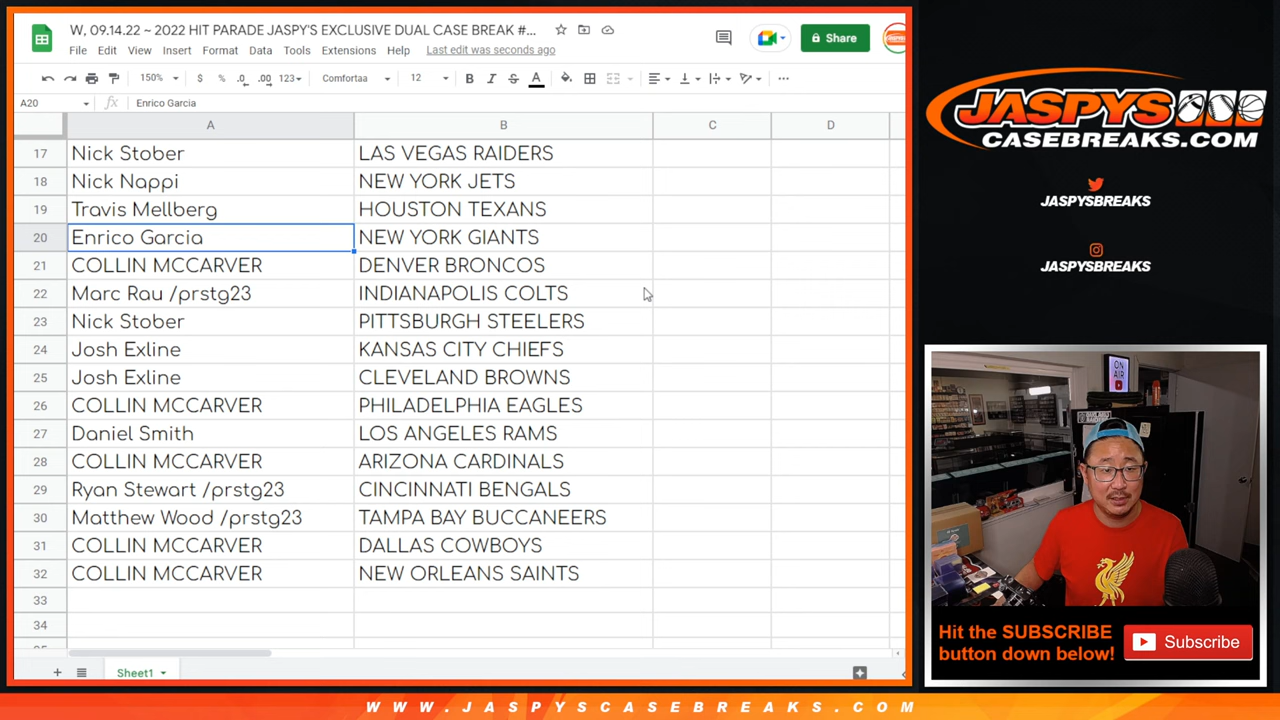 W, 09.14.22 ~ 2022 HIT PARADE JASPY'S EXCLUSIVE DUAL CASE BREAK #...
File Edit View Insert Format Data Tools Extensions Help Last edit was seconds ago
Share
150% $ % .0 .00 123 Comfortaa 12 B I S A
A20 fx Enrico Garcia
A B C D
17 Nick Stober LAS VEGAS RAIDERS
18 Nick Nappi NEW YORK JETS
19 Travis Mellberg HOUSTON TEXANS
20 Enrico Garcia NEW YORK GIANTS
21 COLLIN MCCARVER DENVER BRONCOS
22 Marc Rau /prstg23 INDIANAPOLIS COLTS
23 Nick Stober PITTSBURGH STEELERS
24 Josh Exline KANSAS CITY CHIEFS
25 Josh Exline CLEVELAND BROWNS
26 COLLIN MCCARVER PHILADELPHIA EAGLES
27 Daniel Smith LOS ANGELES RAMS
28 COLLIN MCCARVER ARIZONA CARDINALS
29 Ryan Stewart /prstg23 CINCINNATI BENGALS
30 Matthew Wood /prstg23 TAMPA BAY BUCCANEERS
31 COLLIN MCCARVER DALLAS COWBOYS
32 COLLIN MCCARVER NEW ORLEANS SAINTS
33
34
Sheet1
JASPYS
CASEBREAKS.COM
JASPYSBREAKS
JASPYSBREAKS
ON AIR
Hit the SUBSCRIBE
button down below!
Subscribe
WWW.JASPYSCASEBREAKS.COM